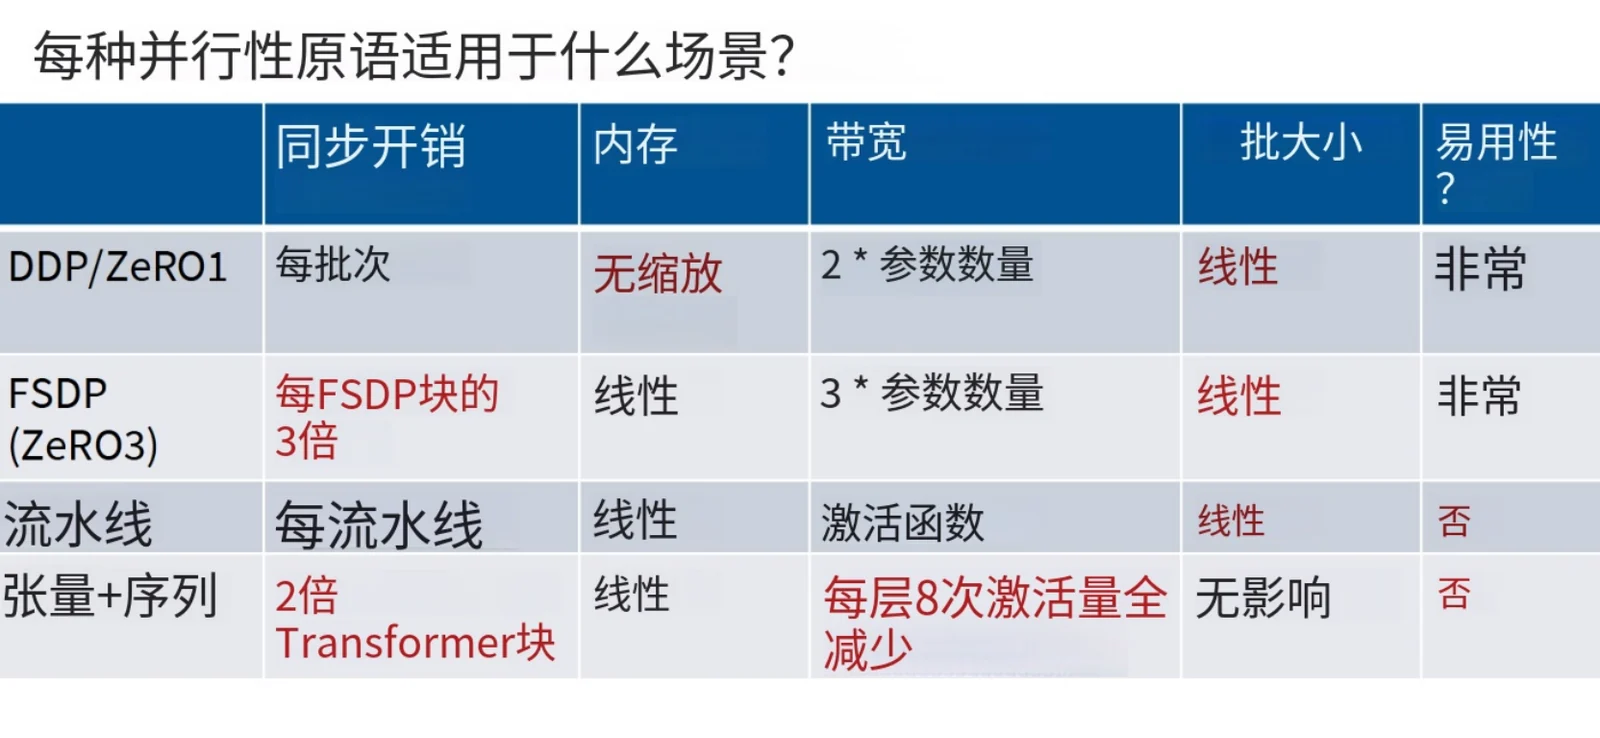 每种并行性原语适用于什么场景？
同步开销 内存 带宽 批大小 易用性
？
DDP/ZeRO1 每批次 无缩放 2 * 参数数量 线性 非常
FSDP 每FSDP块的 线性 3 * 参数数量 线性 非常
(ZeRO3) 3倍
流水线 每流水线 线性 激活函数 线性 否
张量+序列 2倍 线性 每层8次激活量全 无影响 否
Transformer块 减少